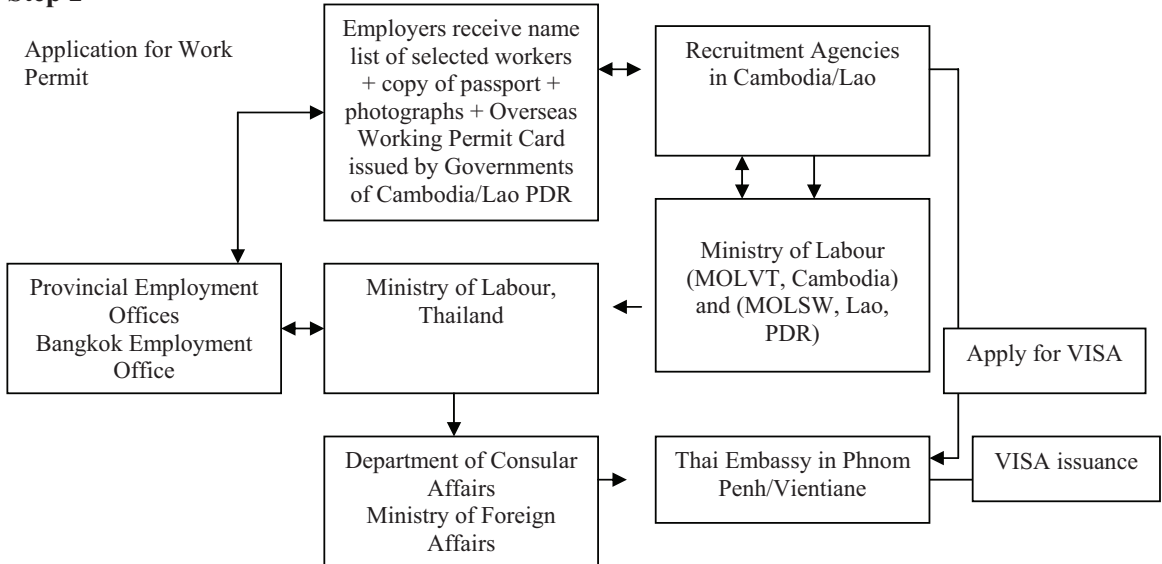 Application for Work
Permit
Employers receive name
list of selected workers
+ copy of passport +
photographs + Overseas
Working Permit Card
issued by Governments
of Cambodia/Lao PDR
Recruitment Agencies
in Cambodia/Lao
Provincial Employment
Offices
Bangkok Employment
Office
Ministry of Labour,
Thailand
Ministry of Labour
(MOLVT, Cambodia)
and (MOLSW, Lao,
PDR)
Apply for VISA
Department of Consular
Affairs
Ministry of Foreign
Affairs
Thai Embassy in Phnom
Penh/Vientiane
VISA issuance